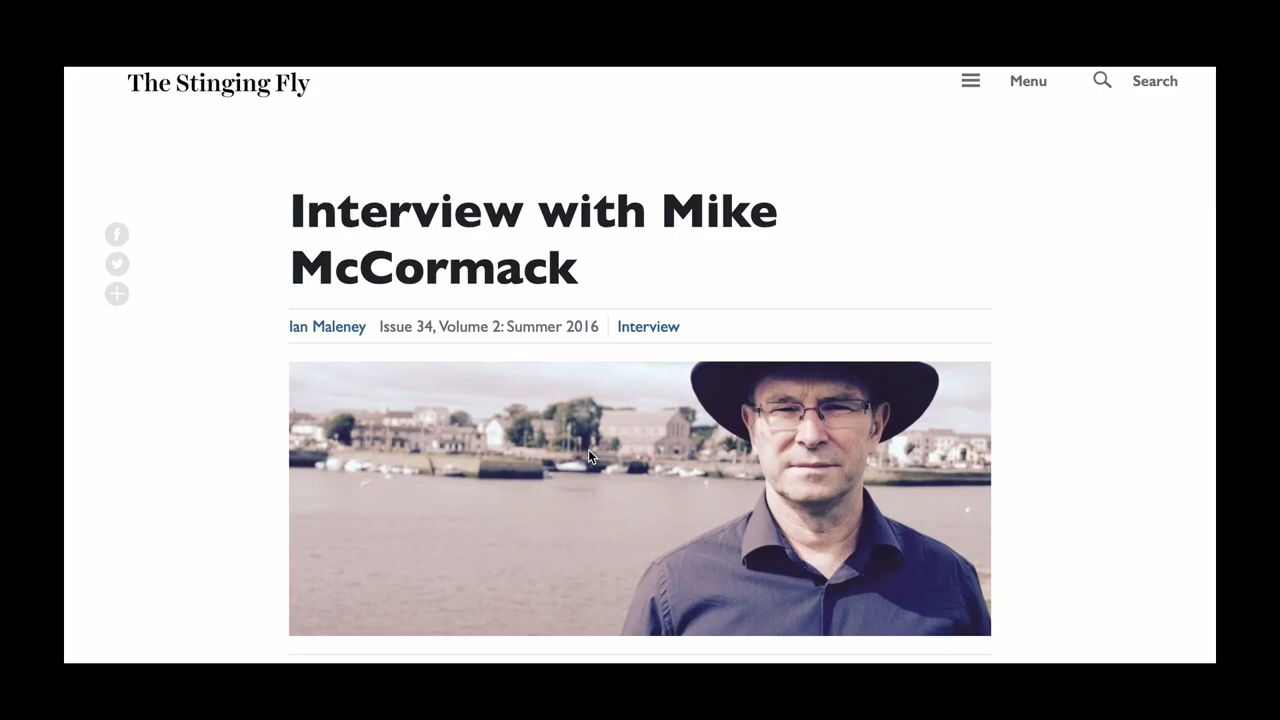 The Stinging Fly
Menu
Search
Interview with Mike
McCormack
Ian Maleney Issue 34, Volume 2: Summer 2016 Interview